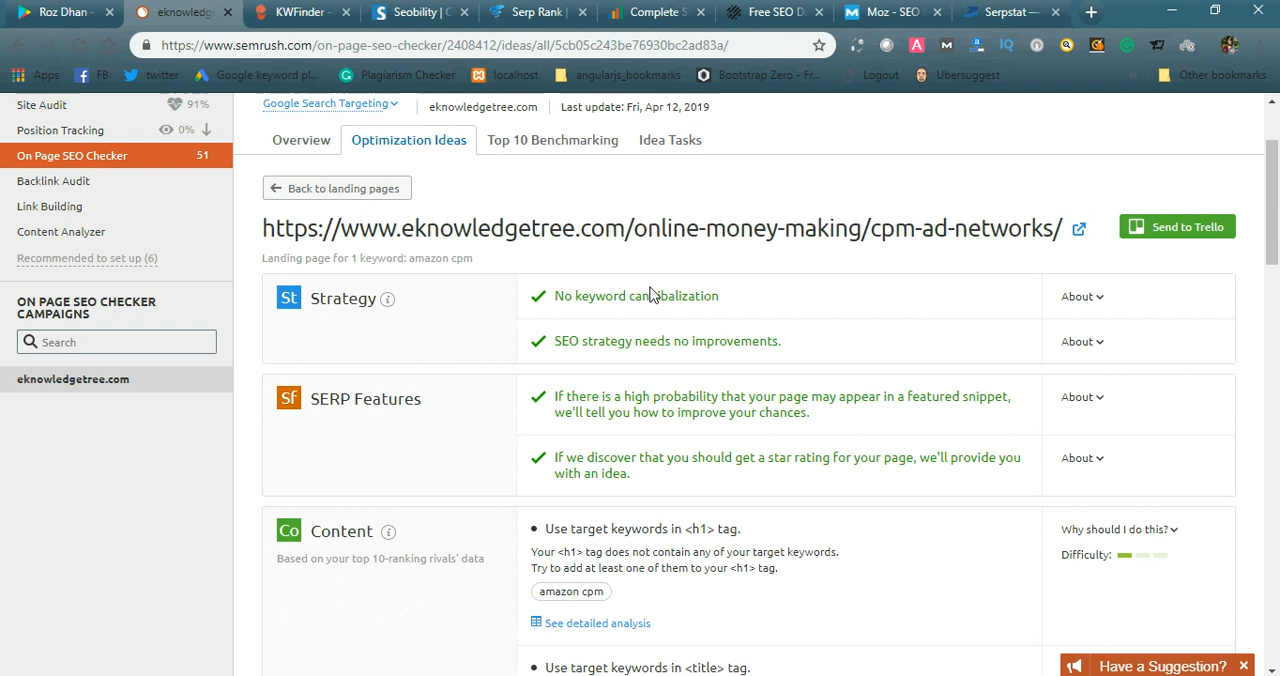 Roz Dhan -
eknowledge
KWFinder -
Seobility | C
Serp Rank |
Complete S
Free SEO D
Moz - SEO
Serpstat —
https://www.semrush.com/on-page-seo-checker/2408412/ideas/all/5cb05c243be76930bc2ad83a/
Apps
FB
twitter
Google keyword pl...
Plagiarism Checker
localhost
angularjs_bookmarks
Bootstrap Zero - Fr...
Logout
Ubersuggest
»
Other bookmarks
Site Audit 91%
Position Tracking 0%
On Page SEO Checker 51
Backlink Audit
Link Building
Content Analyzer
Recommended to set up (6)
ON PAGE SEO CHECKER
CAMPAIGNS
Search
eknowledgetree.com
Google Search Targeting
eknowledgetree.com
Last update: Fri, Apr 12, 2019
Overview
Optimization Ideas
Top 10 Benchmarking
Idea Tasks
Back to landing pages
https://www.eknowledgetree.com/online-money-making/cpm-ad-networks/
Send to Trello
Landing page for 1 keyword: amazon cpm
St Strategy
No keyword cannibalization
About
SEO strategy needs no improvements.
About
Sf SERP Features
If there is a high probability that your page may appear in a featured snippet,
we'll tell you how to improve your chances.
About
If we discover that you should get a star rating for your page, we'll provide you
with an idea.
About
Co Content
Based on your top 10-ranking rivals' data
• Use target keywords in <h1> tag.
Your <h1> tag does not contain any of your target keywords.
Try to add at least one of them to your <h1> tag.
amazon cpm
See detailed analysis
Why should I do this?
Difficulty:
• Use target keywords in <title> tag.
Have a Suggestion?